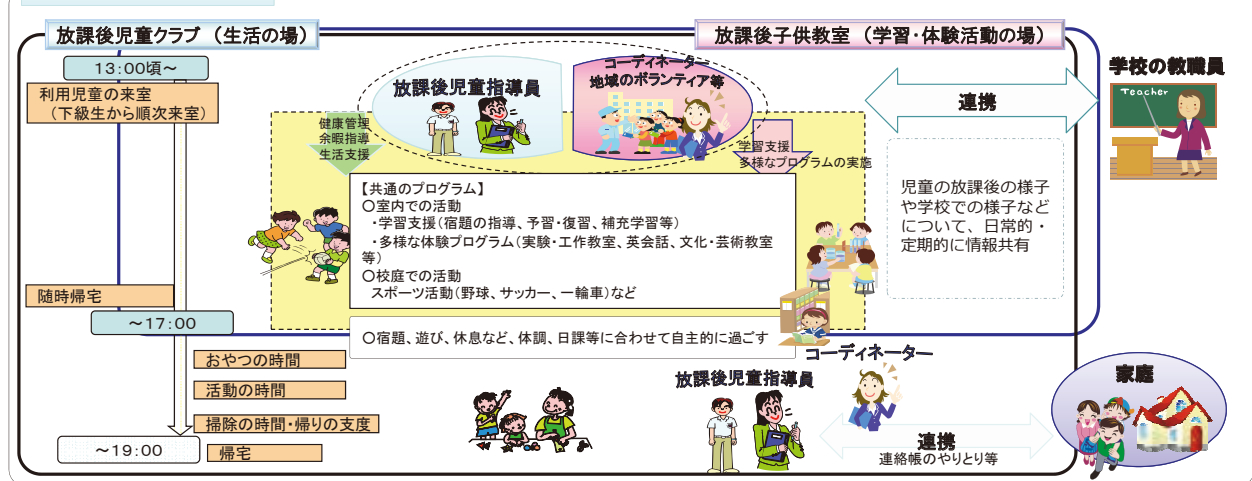 放課後児童クラブ (生活の場)
放課後子供教室 (学習・体験活動の場)
13:00頃~
利用児童の来室
(下級生から順次来室)
放課後児童指導員
コーディネーター
地域のボランティア等
健康管理
余暇指導
生活支援
学習支援
多様なプログラムの実施
連携
学校の教職員
Teacher
【共通のプログラム】
○室内での活動
・学習支援(宿題の指導、予習・復習、補充学習等)
・多様な体験プログラム(実験・工作教室、英会話、文化・芸術教室
等)
○校庭での活動
スポーツ活動(野球、サッカー、一輪車)など
児童の放課後の様子
や学校での様子など
について、日常的・
定期的に情報共有
随時帰宅
~17:00
○宿題、遊び、休息など、体調、日課等に合わせて自主的に過ごす
おやつの時間
活動の時間
掃除の時間・帰りの支度
~19:00
帰宅
放課後児童指導員
コーディネーター
連携
連絡帳のやりとり等
家庭